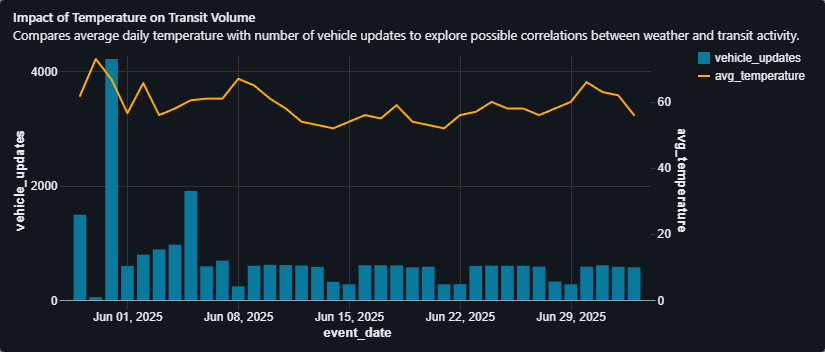 Impact of Temperature on Transit Volume
Compares average daily temperature with number of vehicle updates to explore possible correlations between weather and transit activity.
vehicle_updates
avg_temperature
4000
2000
0
vehicle_updates
60
40
20
0
avg_temperature
Jun 01, 2025
Jun 08, 2025
Jun 15, 2025
Jun 22, 2025
Jun 29, 2025
event_date